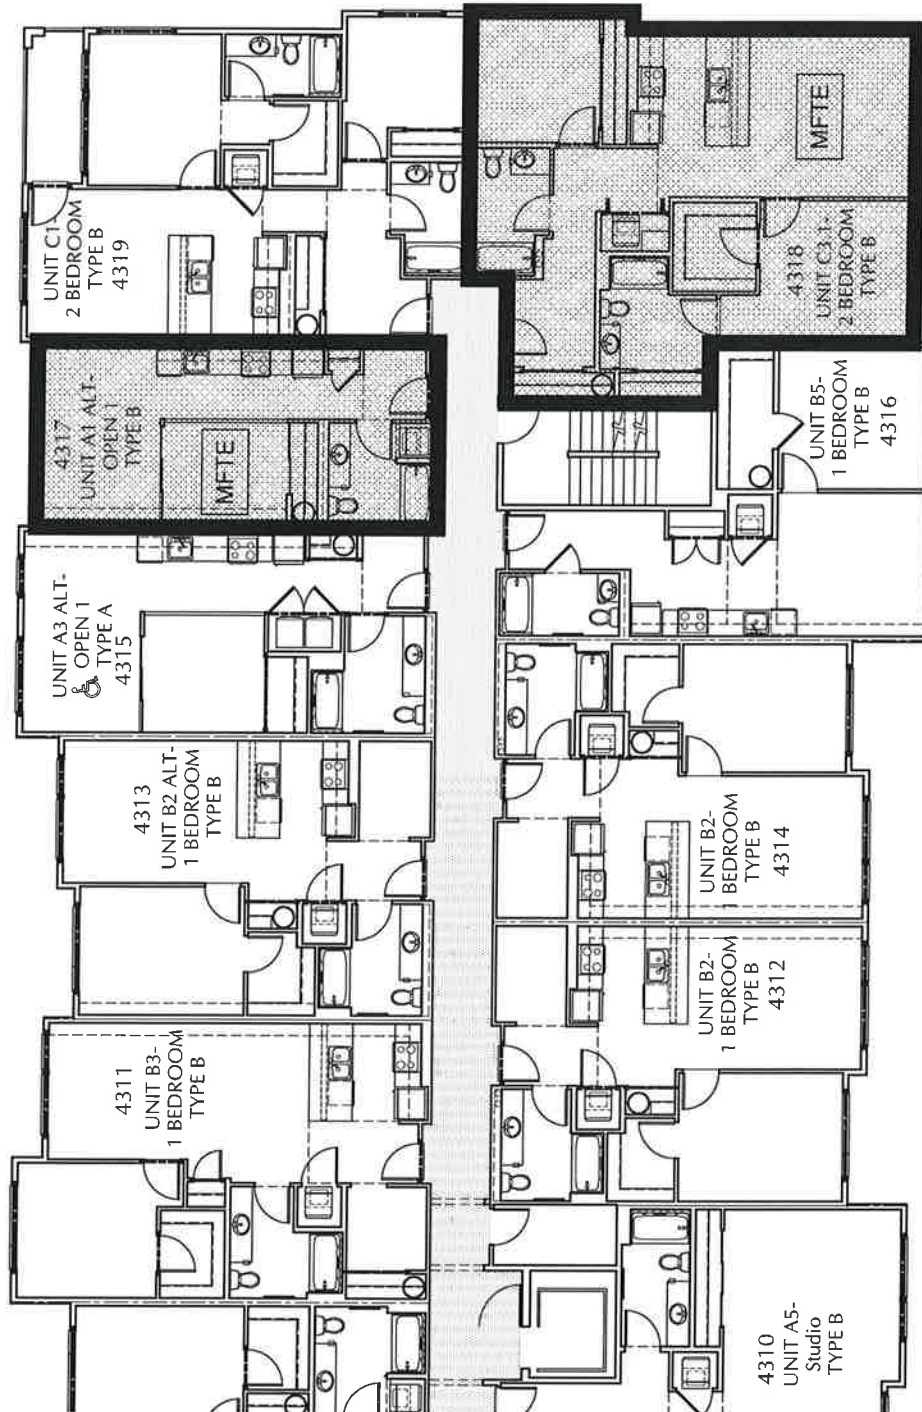 UNIT C1-
2 BEDROOM
TYPE B
4319
MFTE
4318
UNIT C3.1-
2 BEDROOM
TYPE B
4317
UNIT A1 ALT-
OPEN 1
TYPE B
MFTE
UNIT B5-
1 BEDROOM
TYPE B
4316
UNIT A3 ALT-
OPEN 1
TYPE A
4315
4313
UNIT B2 ALT-
1 BEDROOM
TYPE B
UNIT B2-
1 BEDROOM
TYPE B
4314
UNIT B2-
1 BEDROOM
TYPE B
4312
4311
UNIT B3-
1 BEDROOM
TYPE B
4310
UNIT A5-
Studio
TYPE B